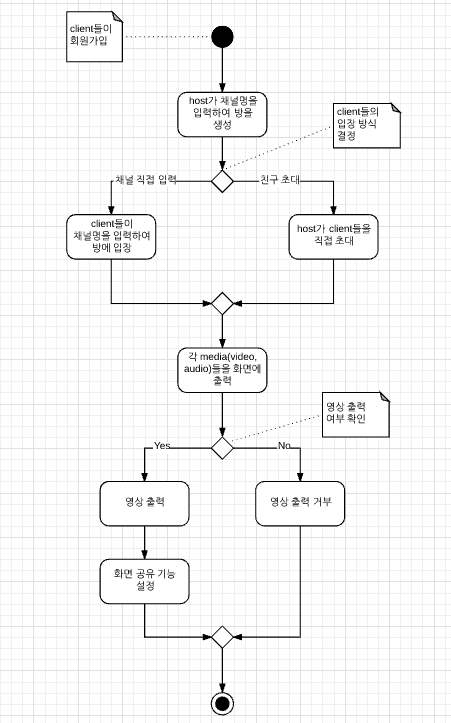 client들이
회원가입
host가 채널명을
입력하여 방을
생성
client들의
입장 방식
결정
채널 직접 입력
친구 초대
client들이
채널명을 입력하여
방에 입장
host가 client들을
직접 초대
각 media(video,
audio)들을 화면에
출력
영상 출력
여부 확인
Yes
No
영상 출력
영상 출력 거부
화면 공유 기능
설정